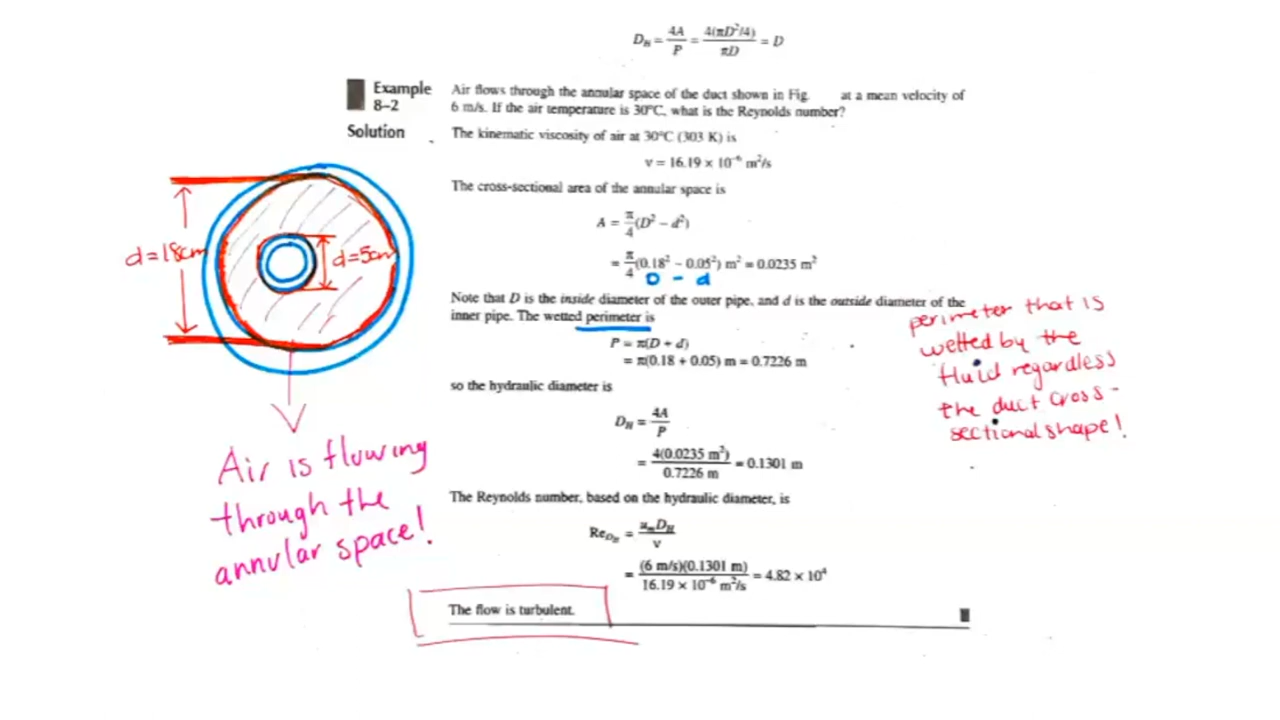 D_H = 4A/P = 4(πD²/4)/πD = D
Example 8–2
Air flows through the annular space of the duct shown in Fig. at a mean velocity of
6 m/s. If the air temperature is 30°C, what is the Reynolds number?
Solution
The kinematic viscosity of air at 30°C (303 K) is
ν = 16.19 × 10⁻⁶ m²/s
The cross-sectional area of the annular space is
A = π/4 (D² − d²)
= π/4 (0.18² − 0.05²) m² = 0.0235 m²
D - d
d=18cm
d=5cm
Note that D is the inside diameter of the outer pipe, and d is the outside diameter of the
inner pipe. The wetted perimeter is
P = π(D + d)
= π(0.18 + 0.05) m = 0.7226 m
so the hydraulic diameter is
D_H = 4A/P
= 4(0.0235 m²)/0.7226 m = 0.1301 m
The Reynolds number, based on the hydraulic diameter, is
Re_D_H = u_m D_H/ν
= (6 m/s)(0.1301 m)/16.19 × 10⁻⁶ m²/s = 4.82 × 10⁴
The flow is turbulent.
perimeter that is
wetted by the
fluid regardless
the duct cross-
sectional shape!
Air is flowing
through the
annular space!